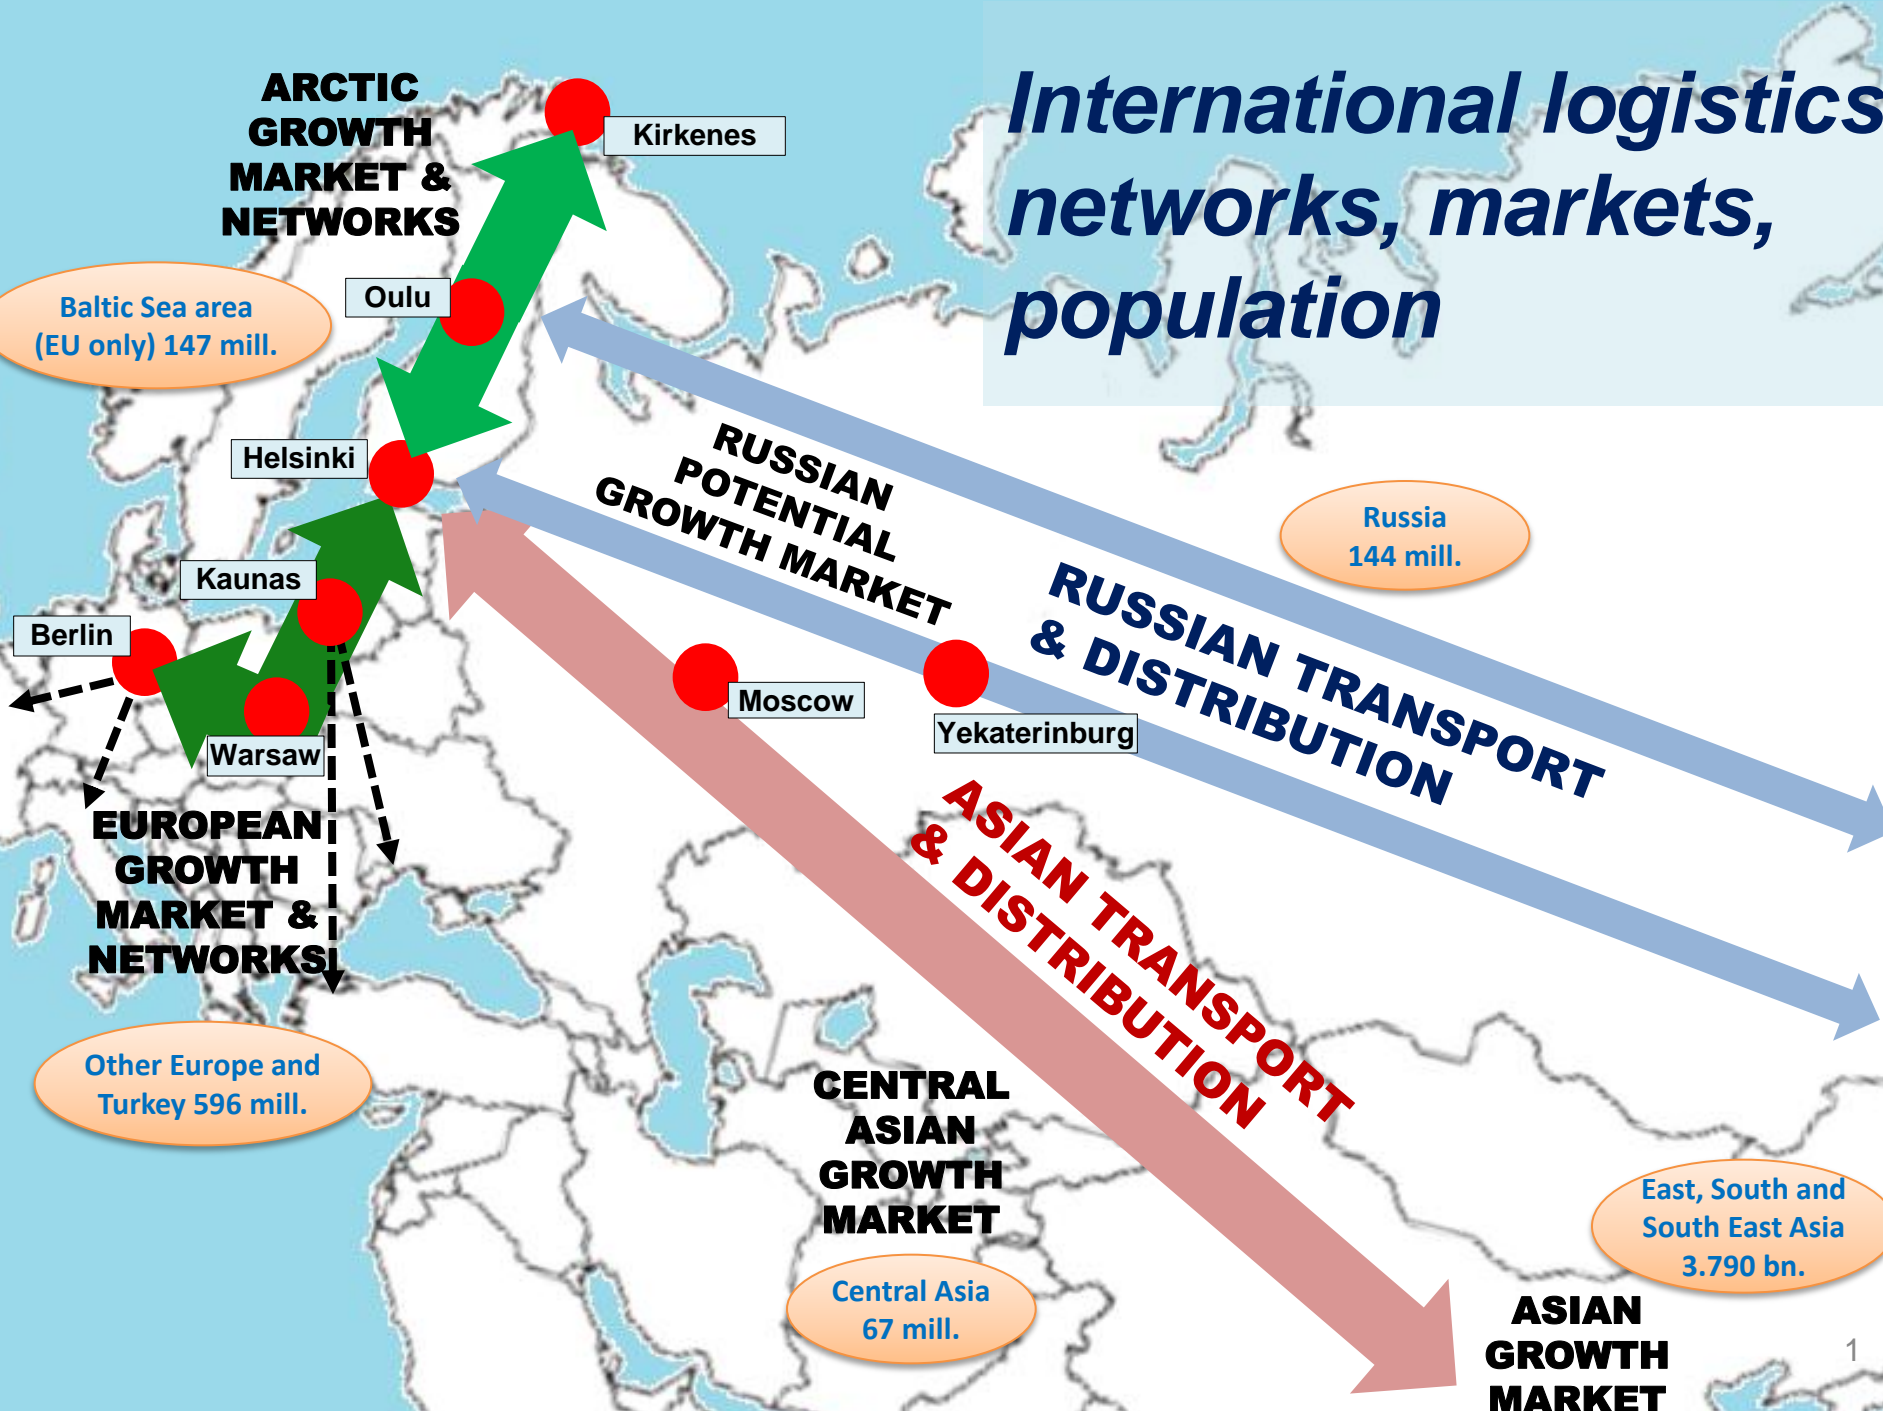 International logistics
networks, markets,
population
ARCTIC
GROWTH
MARKET &
NETWORKS
Kirkenes
Oulu
Baltic Sea area
(EU only) 147 mill.
Helsinki
Kaunas
Berlin
Warsaw
RUSSIAN
POTENTIAL
GROWTH MARKET
Russia
144 mill.
RUSSIAN TRANSPORT
& DISTRIBUTION
Moscow
Yekaterinburg
EUROPEAN
GROWTH
MARKET &
NETWORKS
ASIAN TRANSPORT
& DISTRIBUTION
Other Europe and
Turkey 596 mill.
CENTRAL
ASIAN
GROWTH
MARKET
Central Asia
67 mill.
East, South and
South East Asia
3.790 bn.
ASIAN
GROWTH
MARKET
1